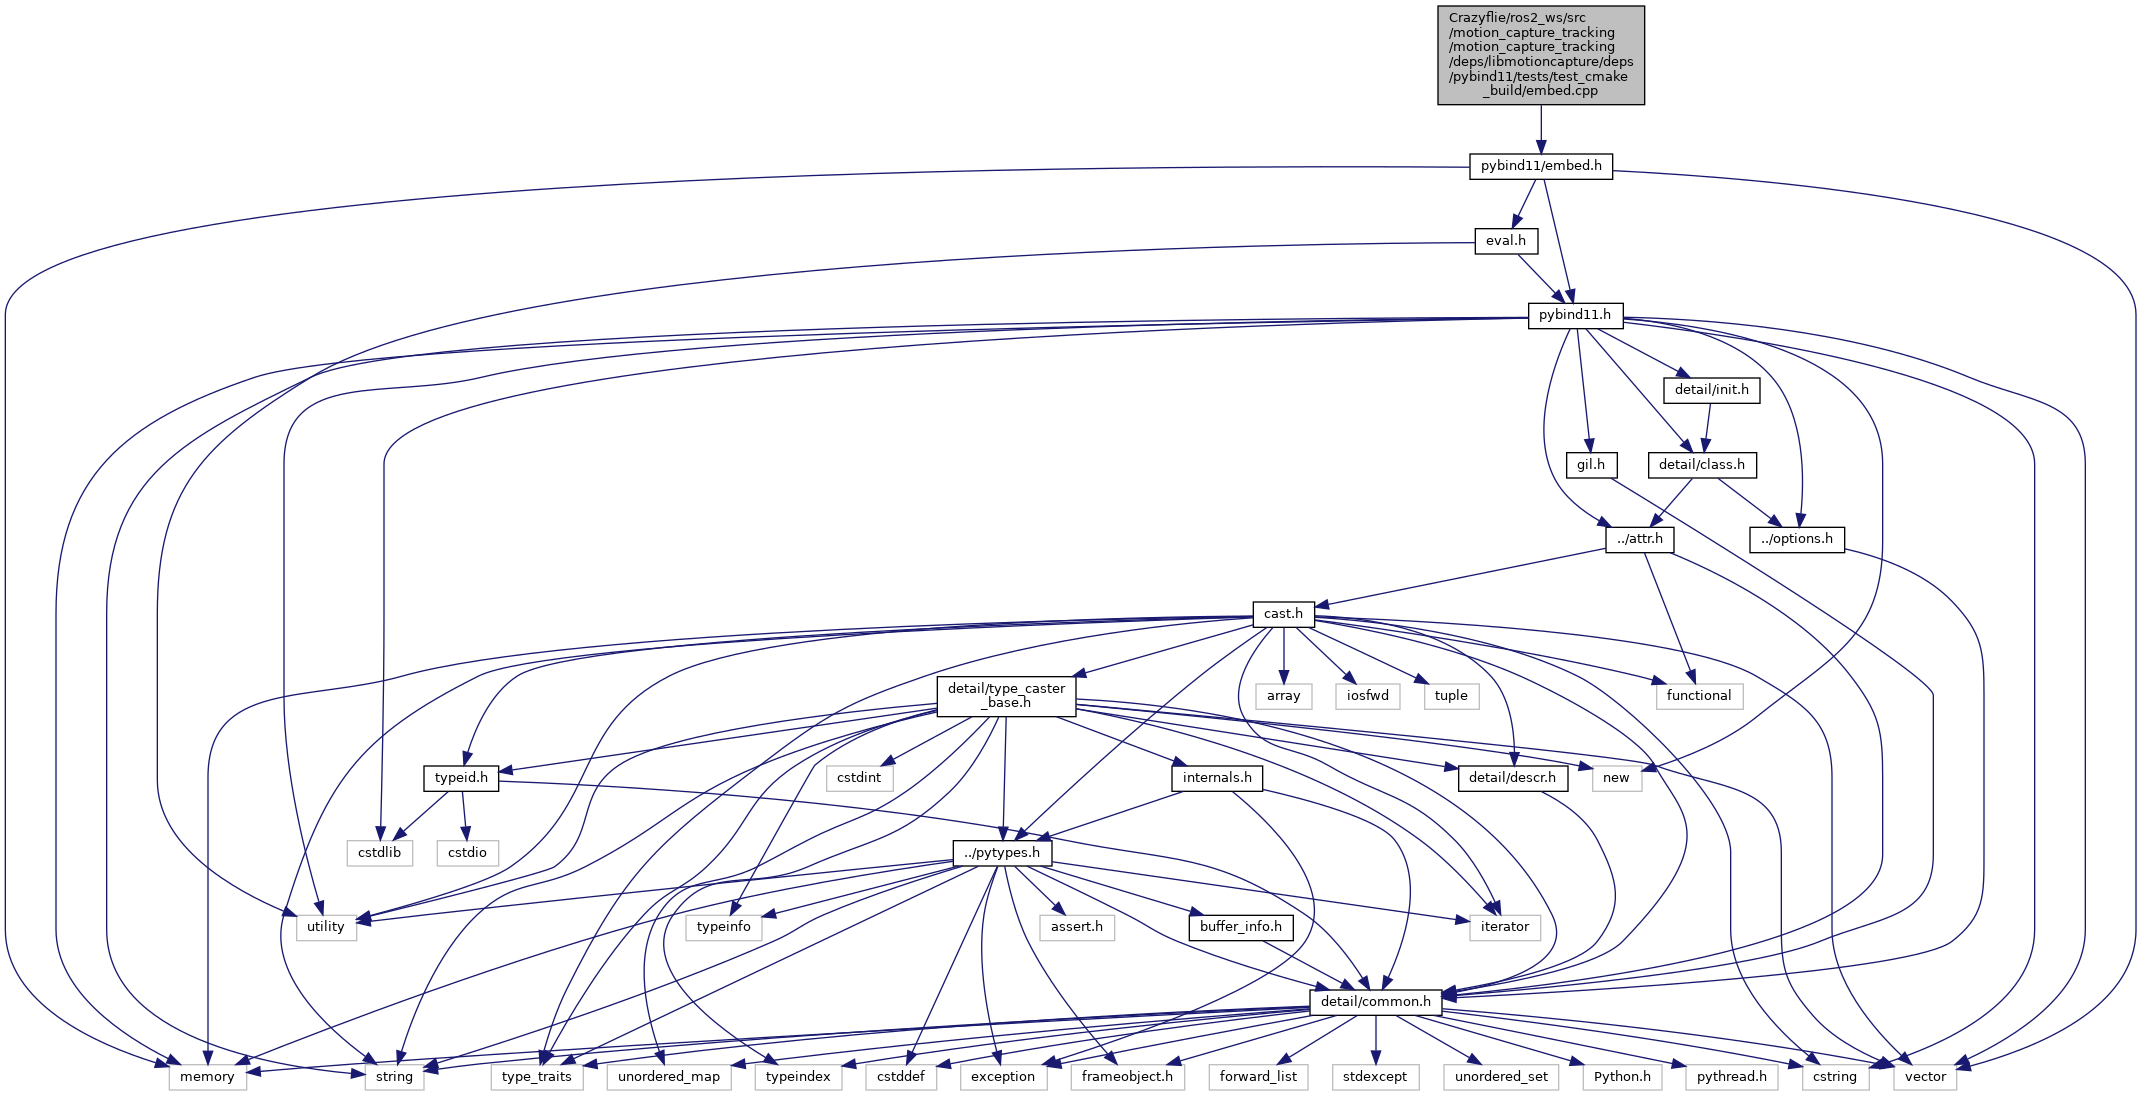 Crazyflie/ros2_ws/src
/motion_capture_tracking
/motion_capture_tracking
/deps/libmotioncapture/deps
/pybind11/tests/test_cmake
_build/embed.cpp
pybind11/embed.h
eval.h
pybind11.h
detail/init.h
gil.h
detail/class.h
../attr.h
../options.h
cast.h
detail/type_caster
_base.h
array
iosfwd
tuple
functional
typeid.h
cstdint
internals.h
detail/descr.h
new
cstdlib
cstdio
../pytypes.h
utility
typeinfo
assert.h
buffer_info.h
iterator
detail/common.h
memory
string
type_traits
unordered_map
typeindex
cstddef
exception
frameobject.h
forward_list
stdexcept
unordered_set
Python.h
pythread.h
cstring
vector